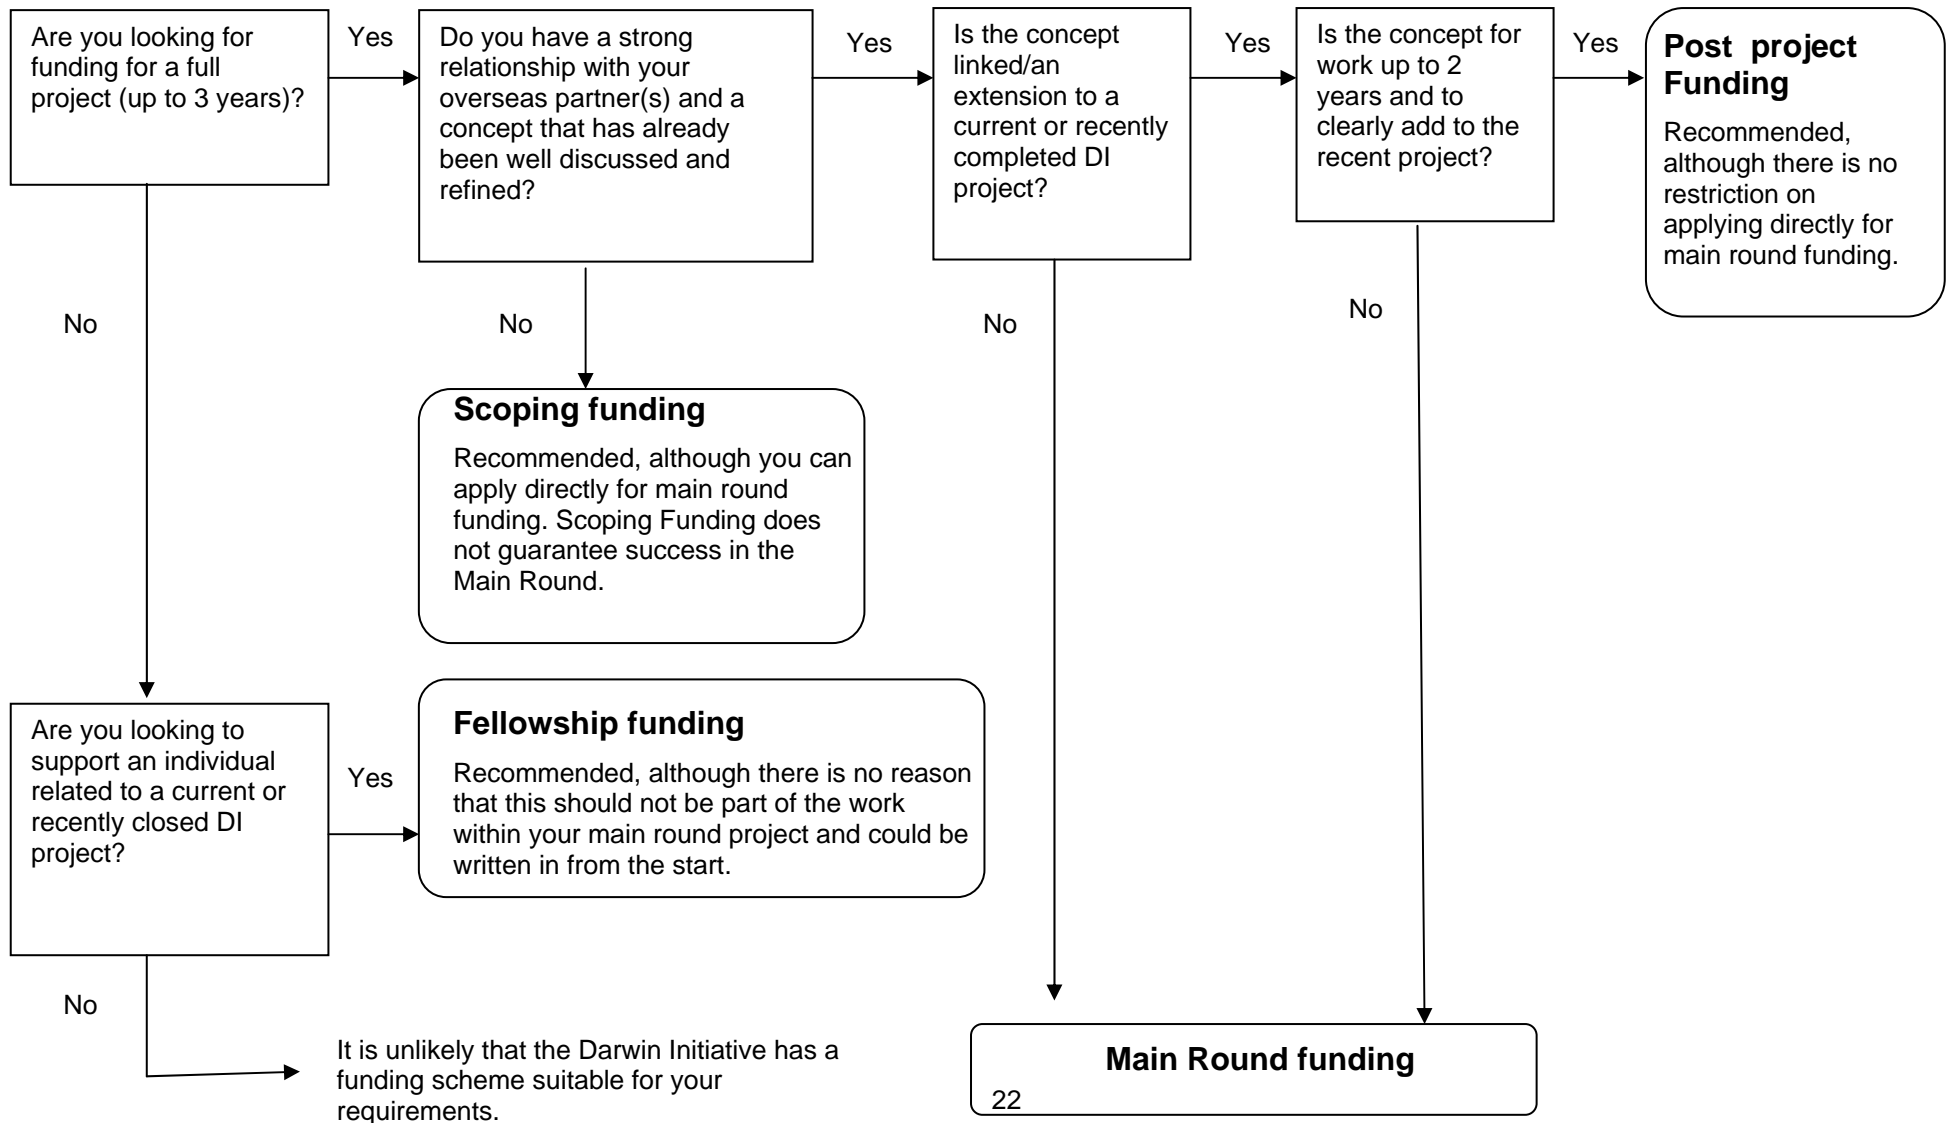 Are you looking for
funding for a full
project (up to 3 years)?
Yes
Do you have a strong
relationship with your
overseas partner(s) and a
concept that has already
been well discussed and
refined?
Yes
Is the concept
linked/an
extension to a
current or recently
completed DI
project?
Yes
Is the concept for
work up to 2
years and to
clearly add to the
recent project?
Yes
Post project
Funding
Recommended,
although there is no
restriction on
applying directly for
main round funding.
No
No
No
No
Scoping funding
Recommended, although you can
apply directly for main round
funding. Scoping Funding does
not guarantee success in the
Main Round.
Are you looking to
support an individual
related to a current or
recently closed DI
project?
Yes
Fellowship funding
Recommended, although there is no reason
that this should not be part of the work
within your main round project and could be
written in from the start.
No
It is unlikely that the Darwin Initiative has a
funding scheme suitable for your
requirements.
Main Round funding
22